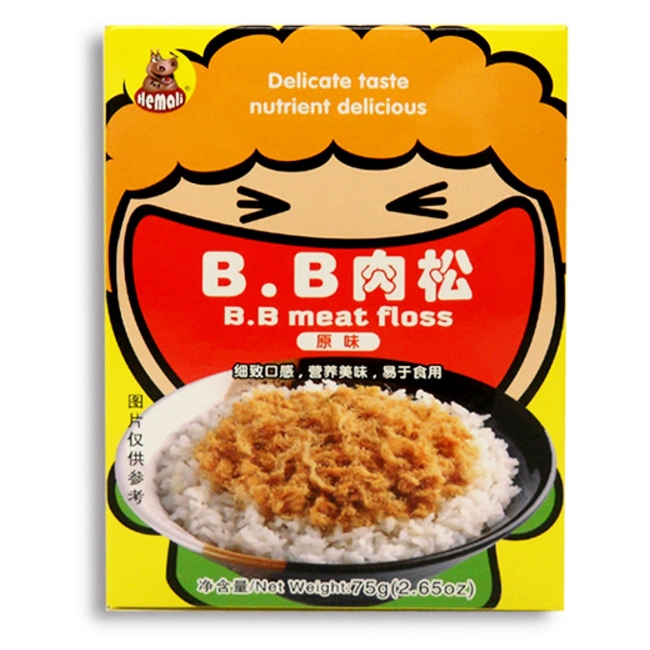 HeMali
®
Delicate taste
nutrient delicious
B.B肉松
B.B meat floss
原味
细致口感，营养美味，易于食用
图片仅供参考
净含量/Net Weight:75g(2.65oz)